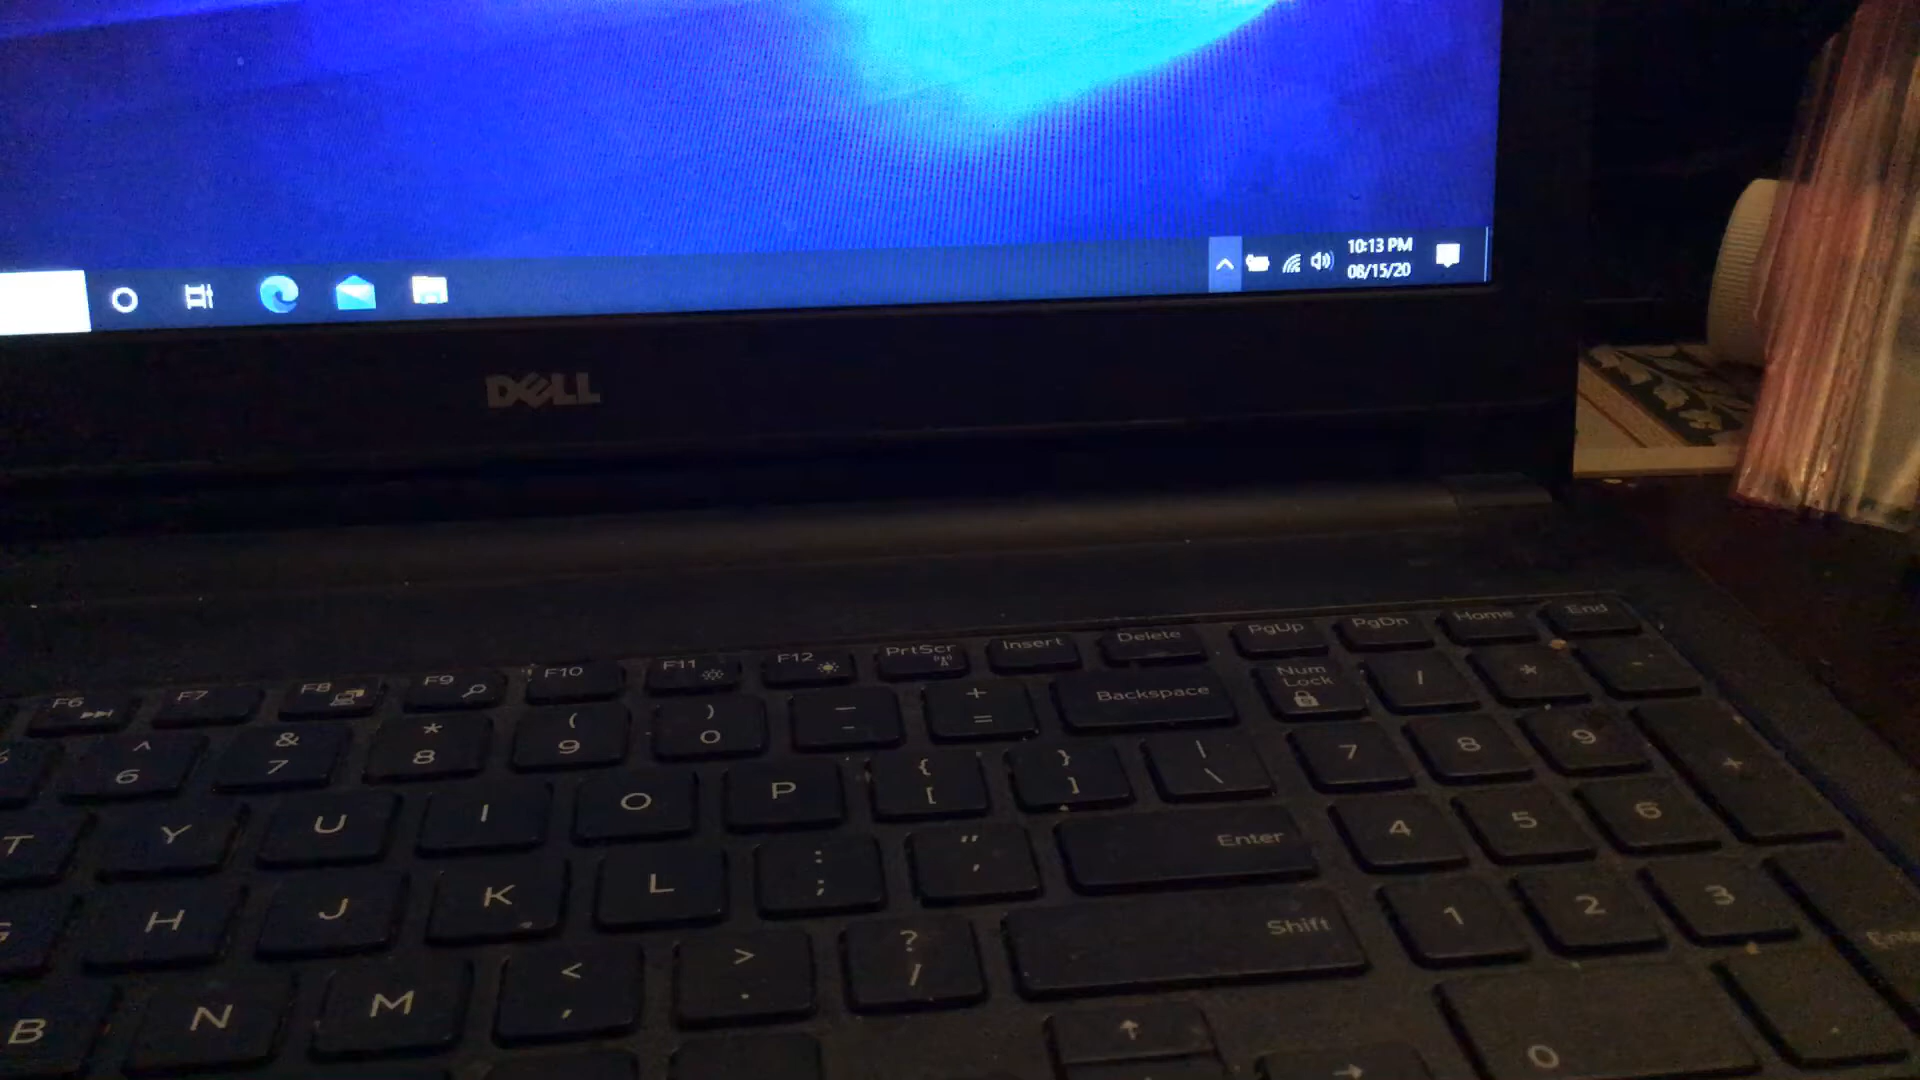 10:13 PM
08/15/20
DELL
F6 F7 F8 F9 F10 F11 F12 PrtScr Insert Delete PgUp PgDn Home End
^ & * ( ) _ + Backspace Num Lock / * -
6 7 8 9 0 - = 7 8 9 +
T Y U I O P { [ } ] | \ 4 5 6
H J K L : ; " ' Enter 1 2 3
B N M < , > . ? / Shift 0 .